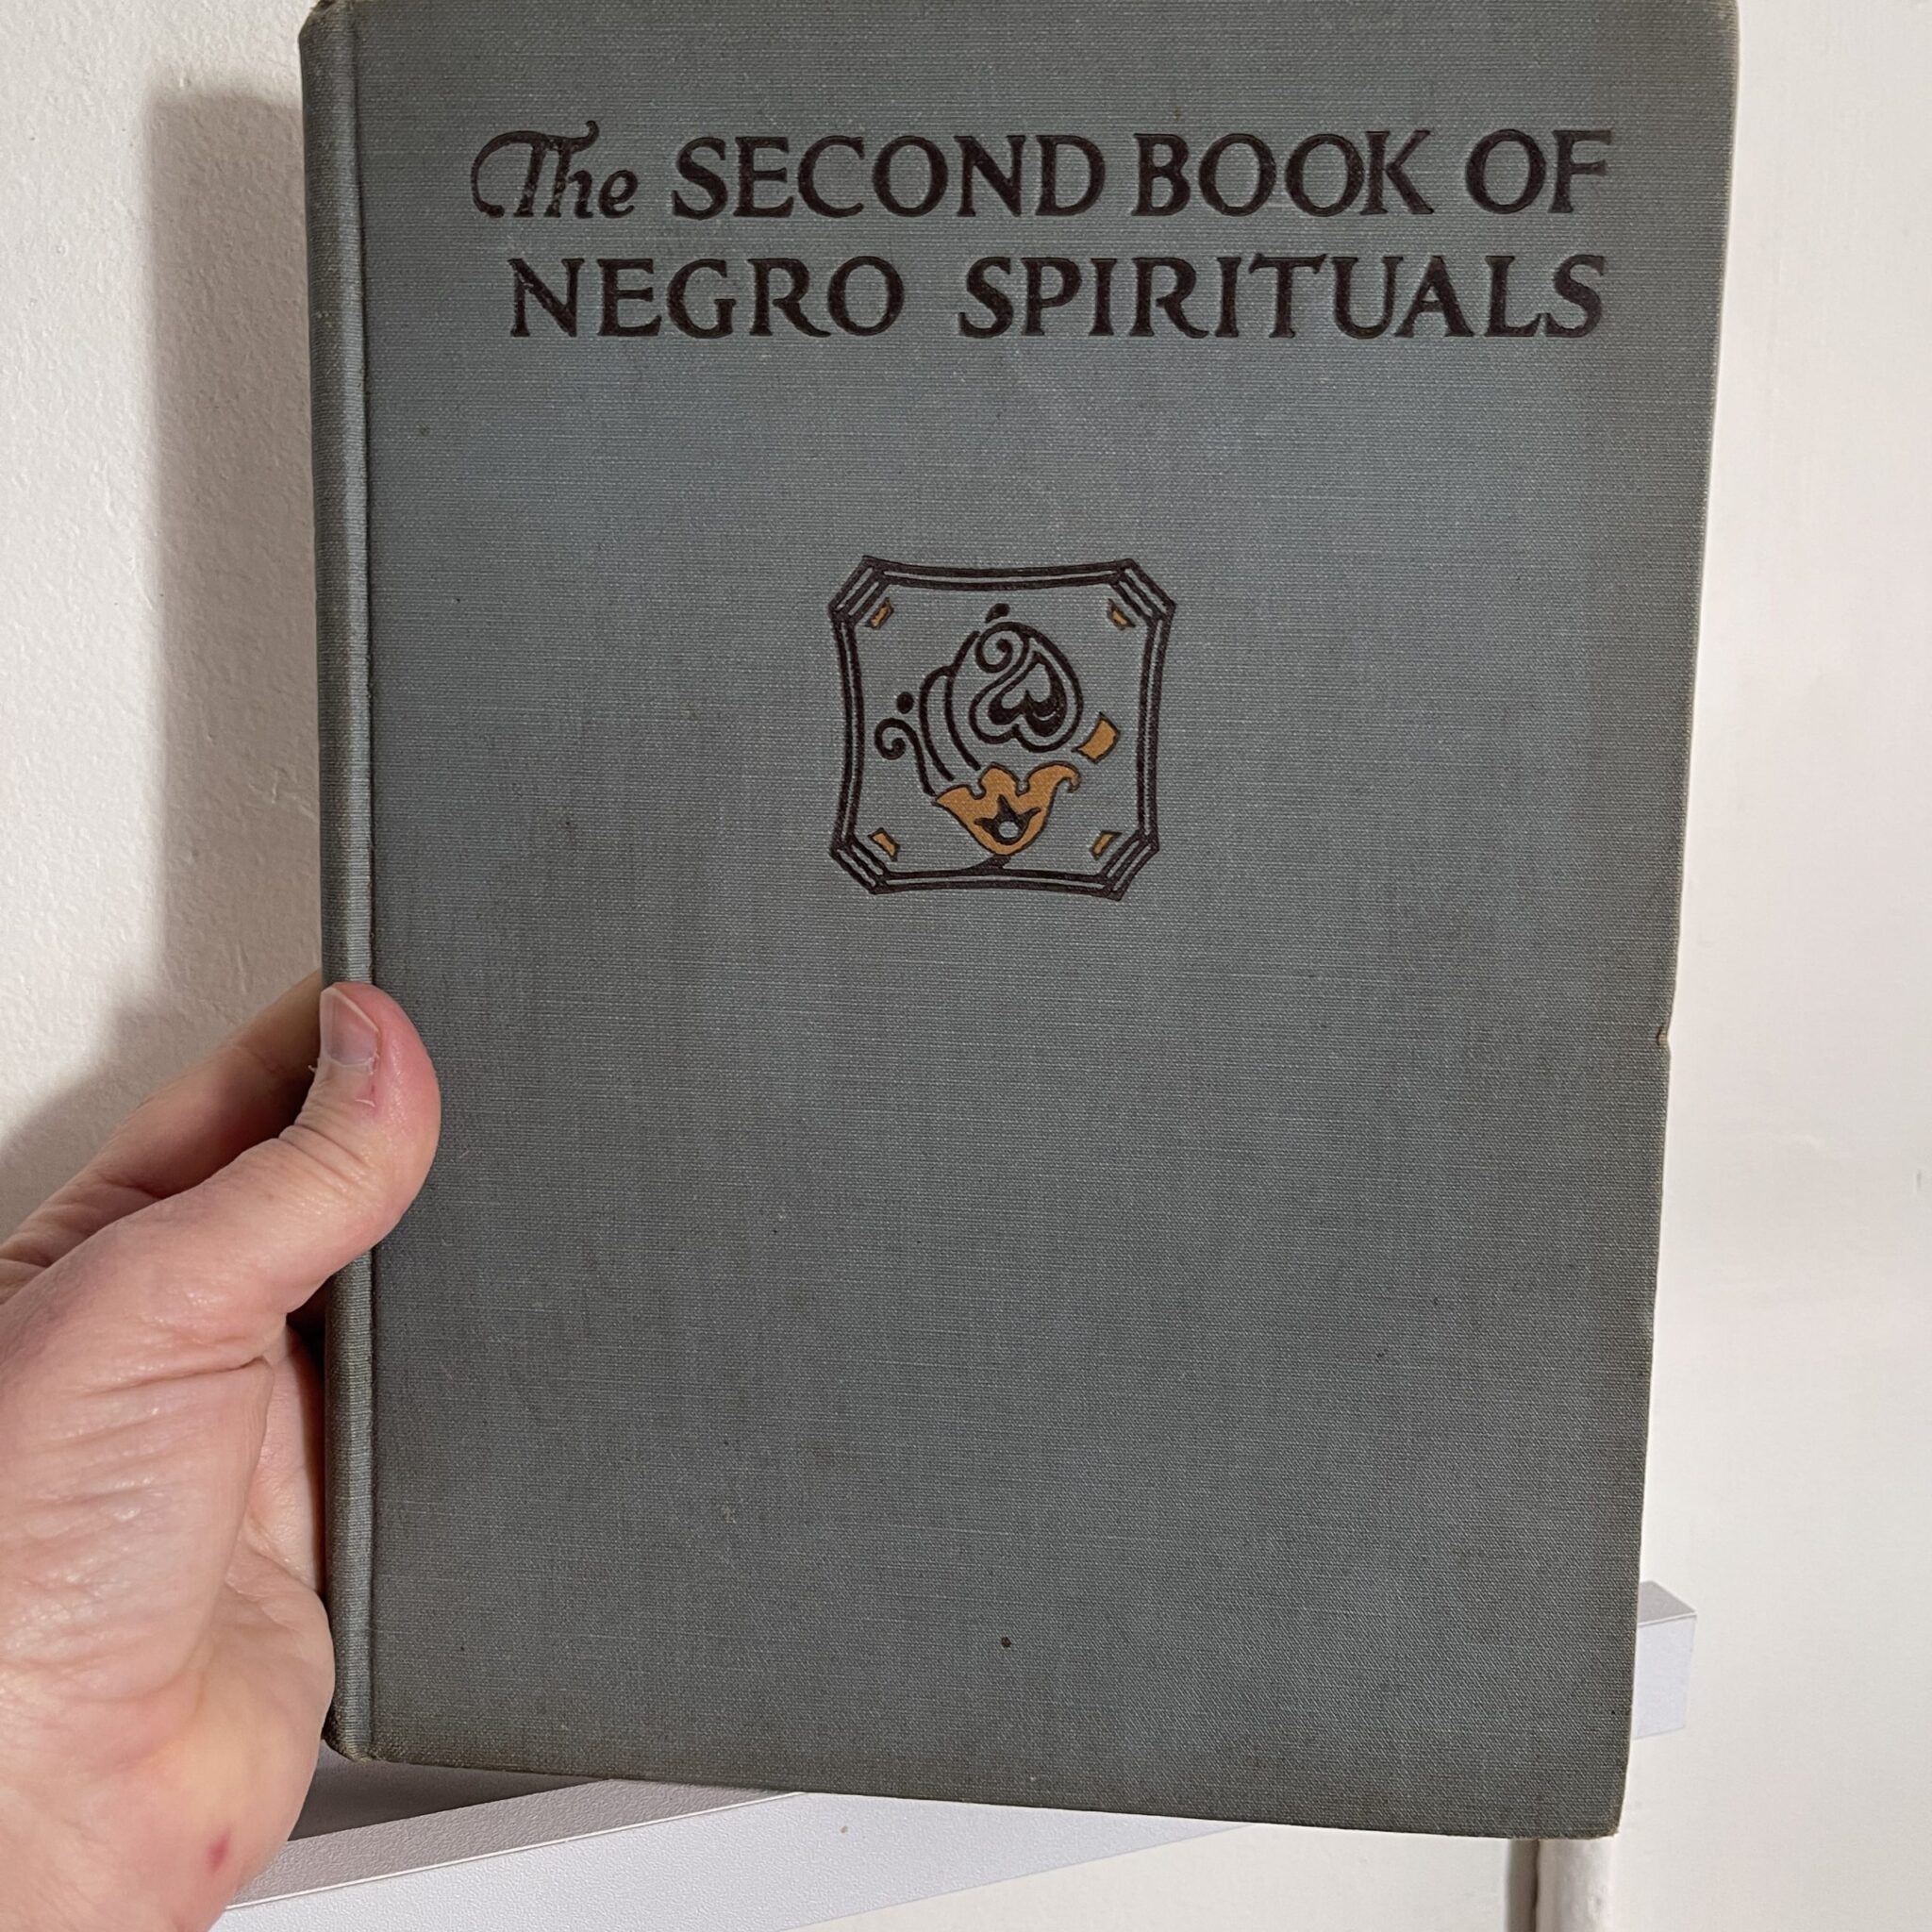 The SECOND BOOK OF
NEGRO SPIRITUALS